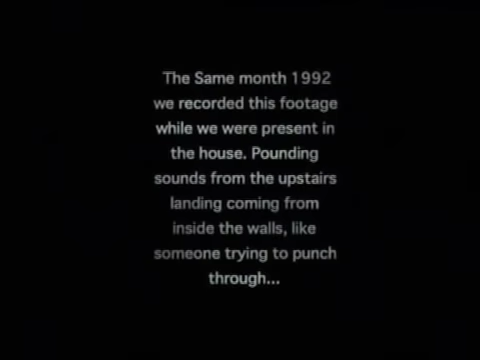 The Same month 1992
we recorded this footage
while we were present in
the house. Pounding
sounds from the upstairs
landing coming from
inside the walls, like
someone trying to punch
through...